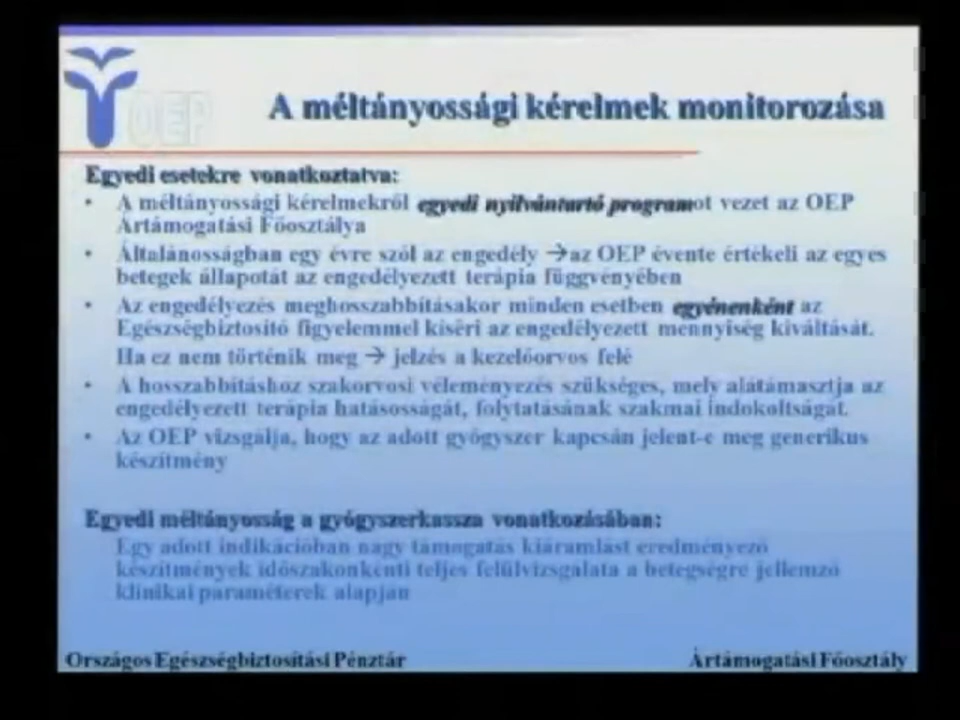 OEP
A méltányossági kérelmek monitorozása
Egyedi esetekre vonatkoztatva:
• A méltányossági kérelmekről egyedi nyilvántartó programot vezet az OEP
Ártámogatási Főosztálya
• Általánosságban egy évre szól az engedély →az OEP évente értékeli az egyes
betegek állapotát az engedélyezett terápia függvényében
• Az engedélyezés meghosszabbításakor minden esetben egyénenként az
Egészségbiztosító figyelemmel kíséri az engedélyezett mennyiség kiváltását.
Ha ez nem történik meg → jelzés a kezelőorvos felé
• A hosszabbításhoz szakorvosi véleményezés szükséges, mely alátámasztja az
engedélyezett terápia hatásosságát, folytatásának szakmai indokoltságát.
• Az OEP vizsgálja, hogy az adott gyógyszer kapcsán jelent-e meg generikus
készítmény
Egyedi méltányosság a gyógyszerkassza vonatkozásában:
Egy adott indikációban nagy támogatás kiáramlást eredményező
készítmények időszakonkénti teljes felülvizsgálata a betegségre jellemző
klinikai paraméterek alapján
Országos Egészségbiztosítási Pénztár
Ártámogatási Főosztály